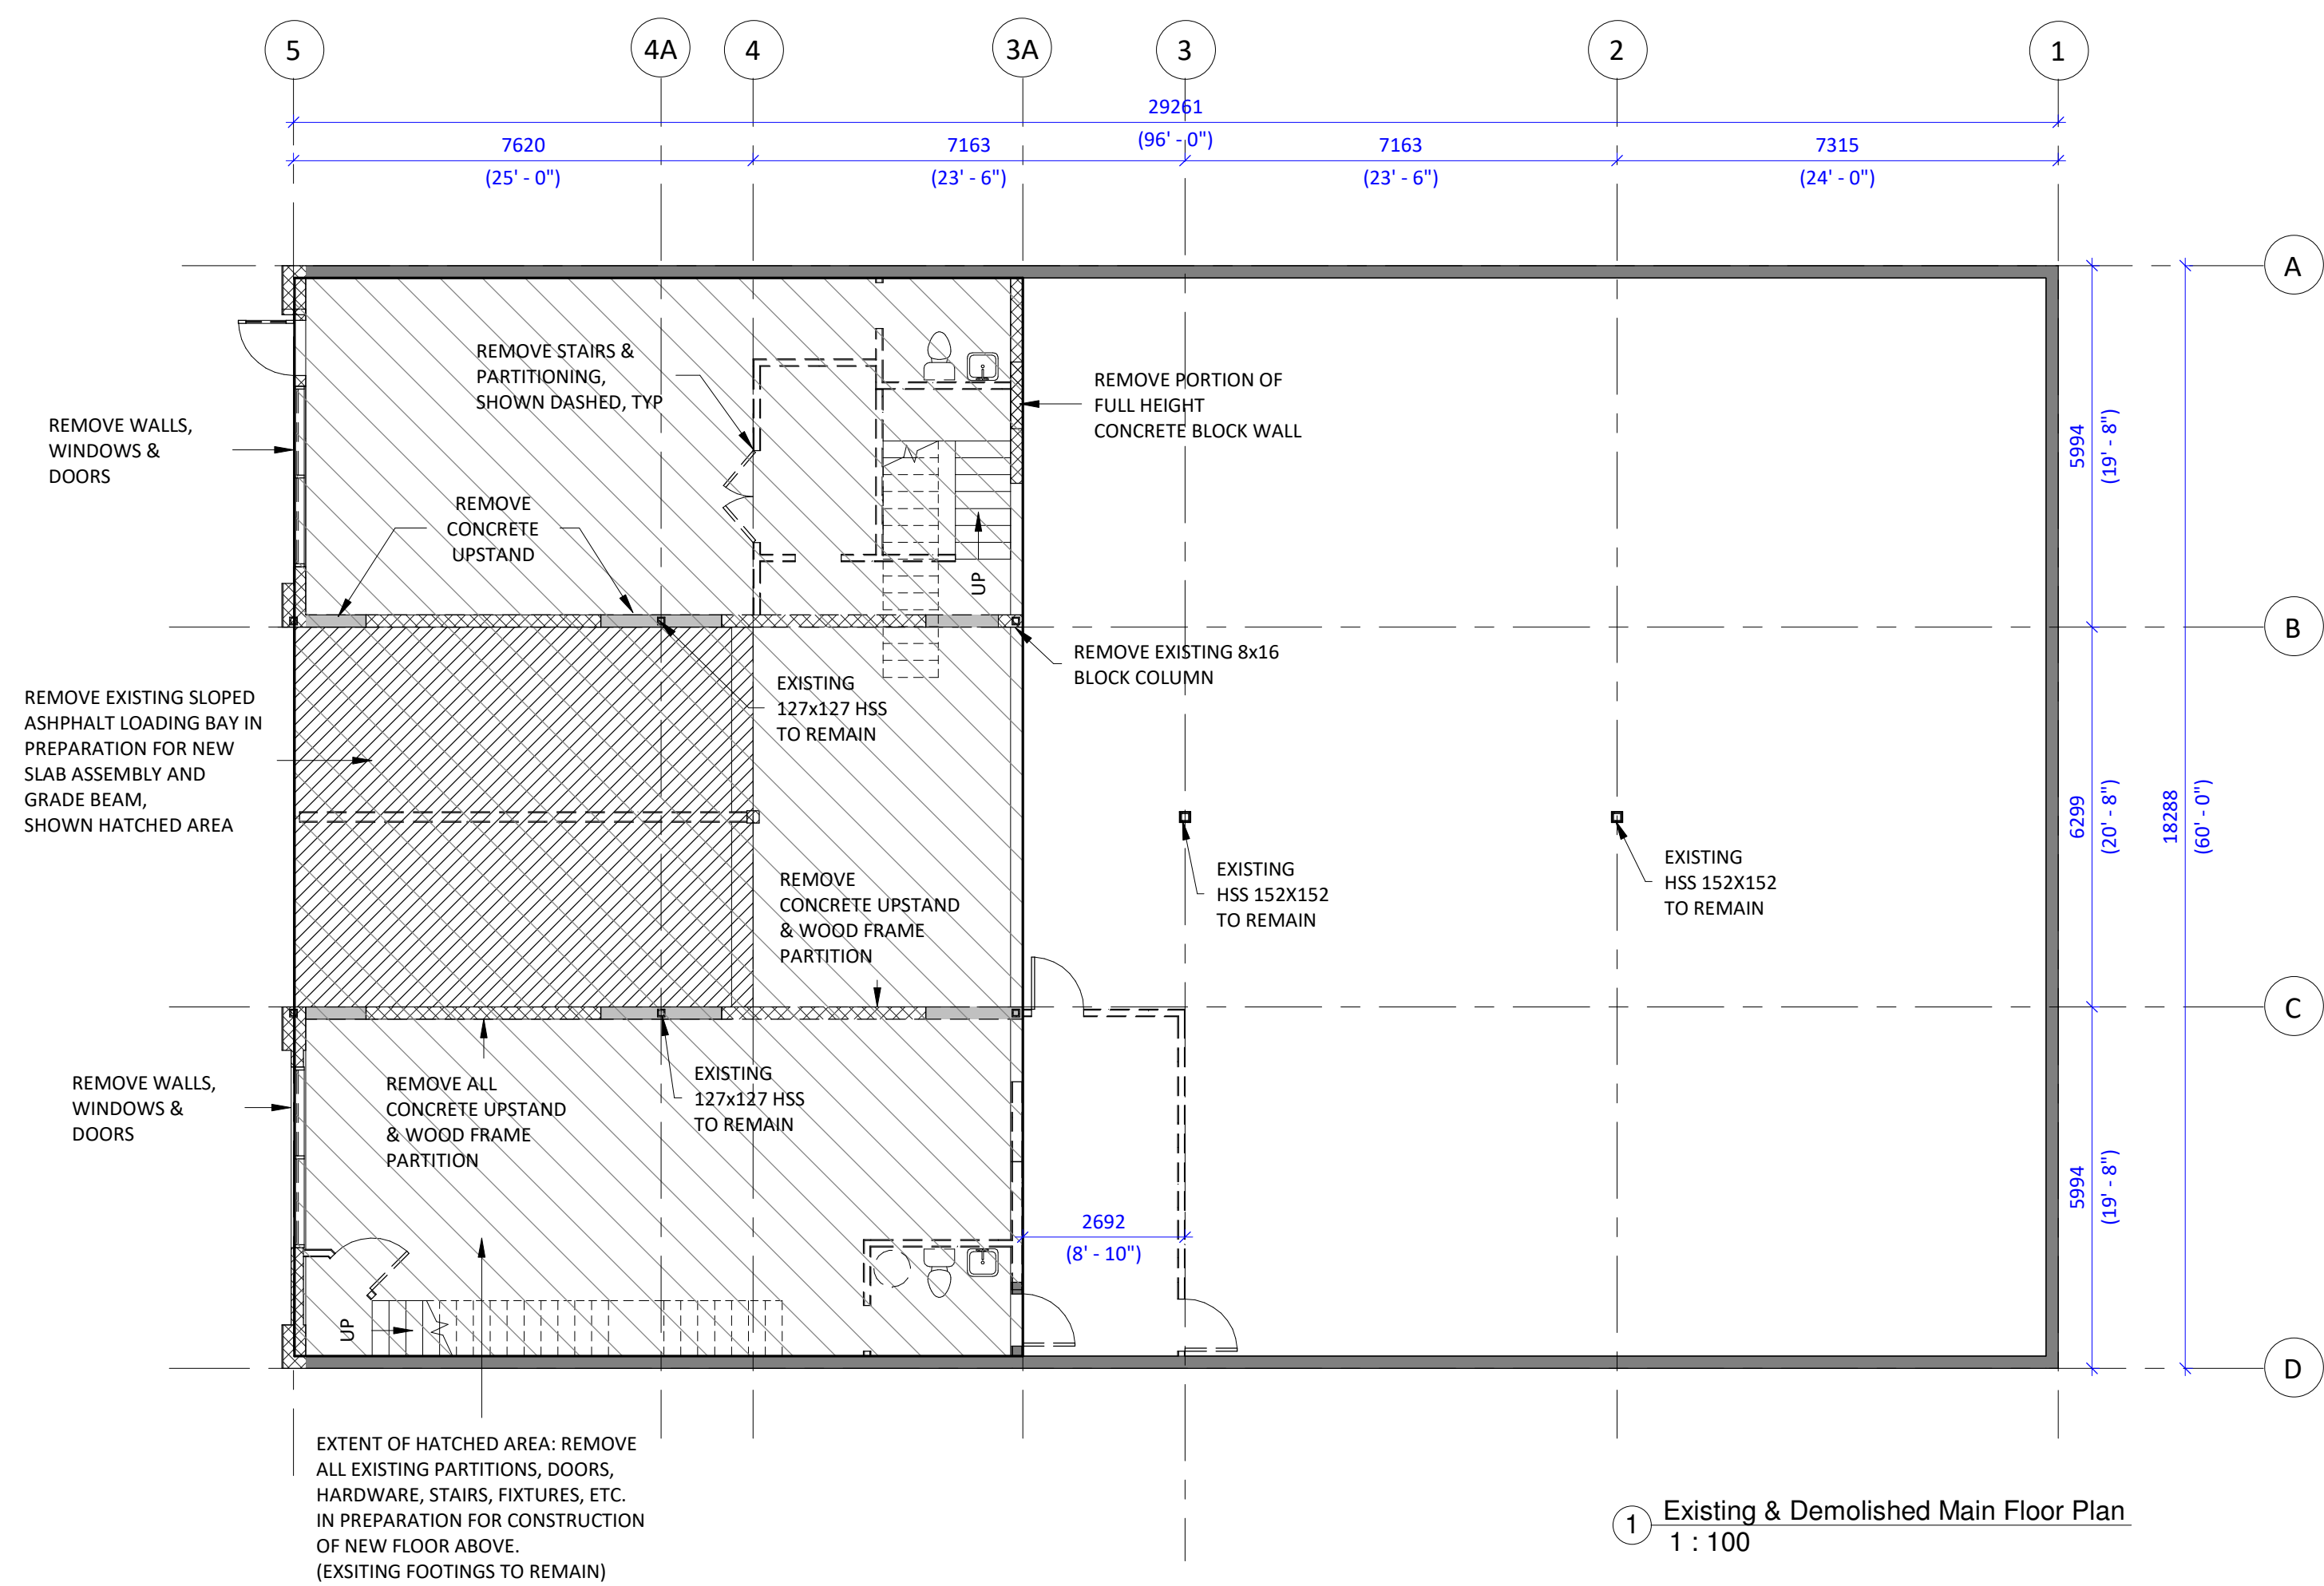 5
4A
4
3A
3
2
1
29261
(96' - 0")
7620
(25' - 0")
7163
(23' - 6")
7163
(23' - 6")
7315
(24' - 0")
A
B
C
D
5994
(19' - 8")
6299
(20' - 8")
5994
(19' - 8")
18288
(60' - 0")
REMOVE STAIRS &
PARTITIONING,
SHOWN DASHED, TYP
REMOVE PORTION OF
FULL HEIGHT
CONCRETE BLOCK WALL
REMOVE WALLS,
WINDOWS &
DOORS
REMOVE
CONCRETE
UPSTAND
UP
REMOVE EXISTING 8x16
BLOCK COLUMN
EXISTING
127x127 HSS
TO REMAIN
REMOVE EXISTING SLOPED
ASHPHALT LOADING BAY IN
PREPARATION FOR NEW
SLAB ASSEMBLY AND
GRADE BEAM,
SHOWN HATCHED AREA
REMOVE
CONCRETE UPSTAND
& WOOD FRAME
PARTITION
EXISTING
HSS 152X152
TO REMAIN
EXISTING
HSS 152X152
TO REMAIN
REMOVE WALLS,
WINDOWS &
DOORS
REMOVE ALL
CONCRETE UPSTAND
& WOOD FRAME
PARTITION
EXISTING
127x127 HSS
TO REMAIN
2692
(8' - 10")
UP
EXTENT OF HATCHED AREA: REMOVE
ALL EXISTING PARTITIONS, DOORS,
HARDWARE, STAIRS, FIXTURES, ETC.
IN PREPARATION FOR CONSTRUCTION
OF NEW FLOOR ABOVE.
(EXSITING FOOTINGS TO REMAIN)
1
Existing & Demolished Main Floor Plan
1 : 100